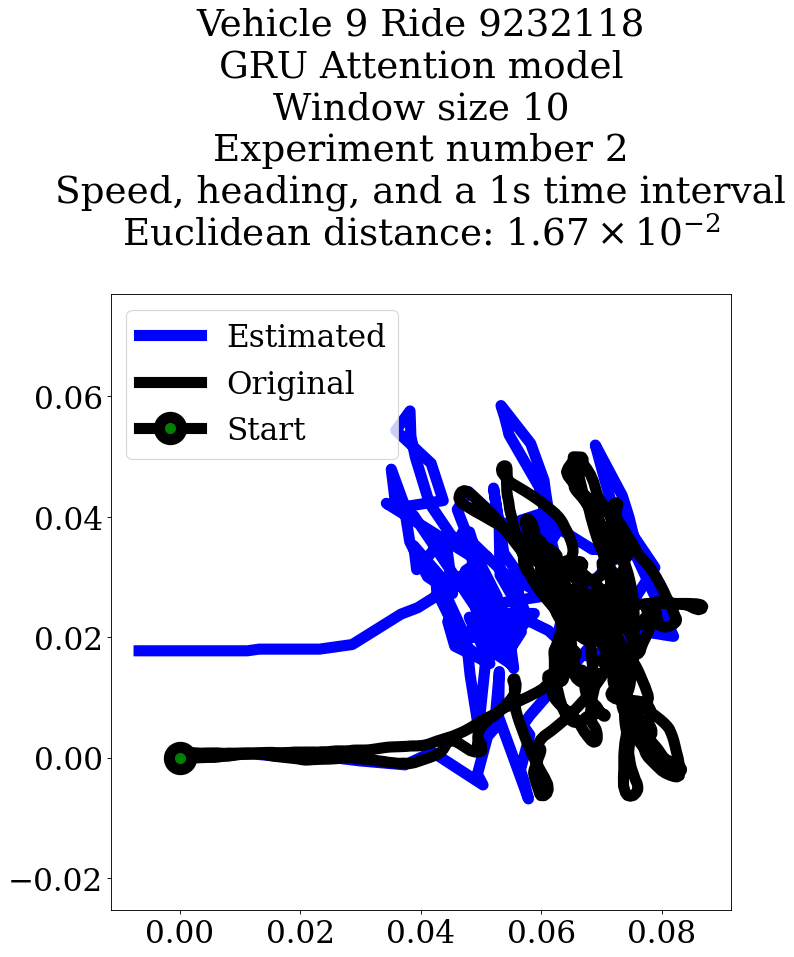 Vehicle 9 Ride 9232118
GRU Attention model
Window size 10
Experiment number 2
Speed, heading, and a 1s time interval
Euclidean distance: 1.67 × 10⁻²
Estimated
Original
Start
0.06
0.04
0.02
0.00
−0.02
0.00 0.02 0.04 0.06 0.08